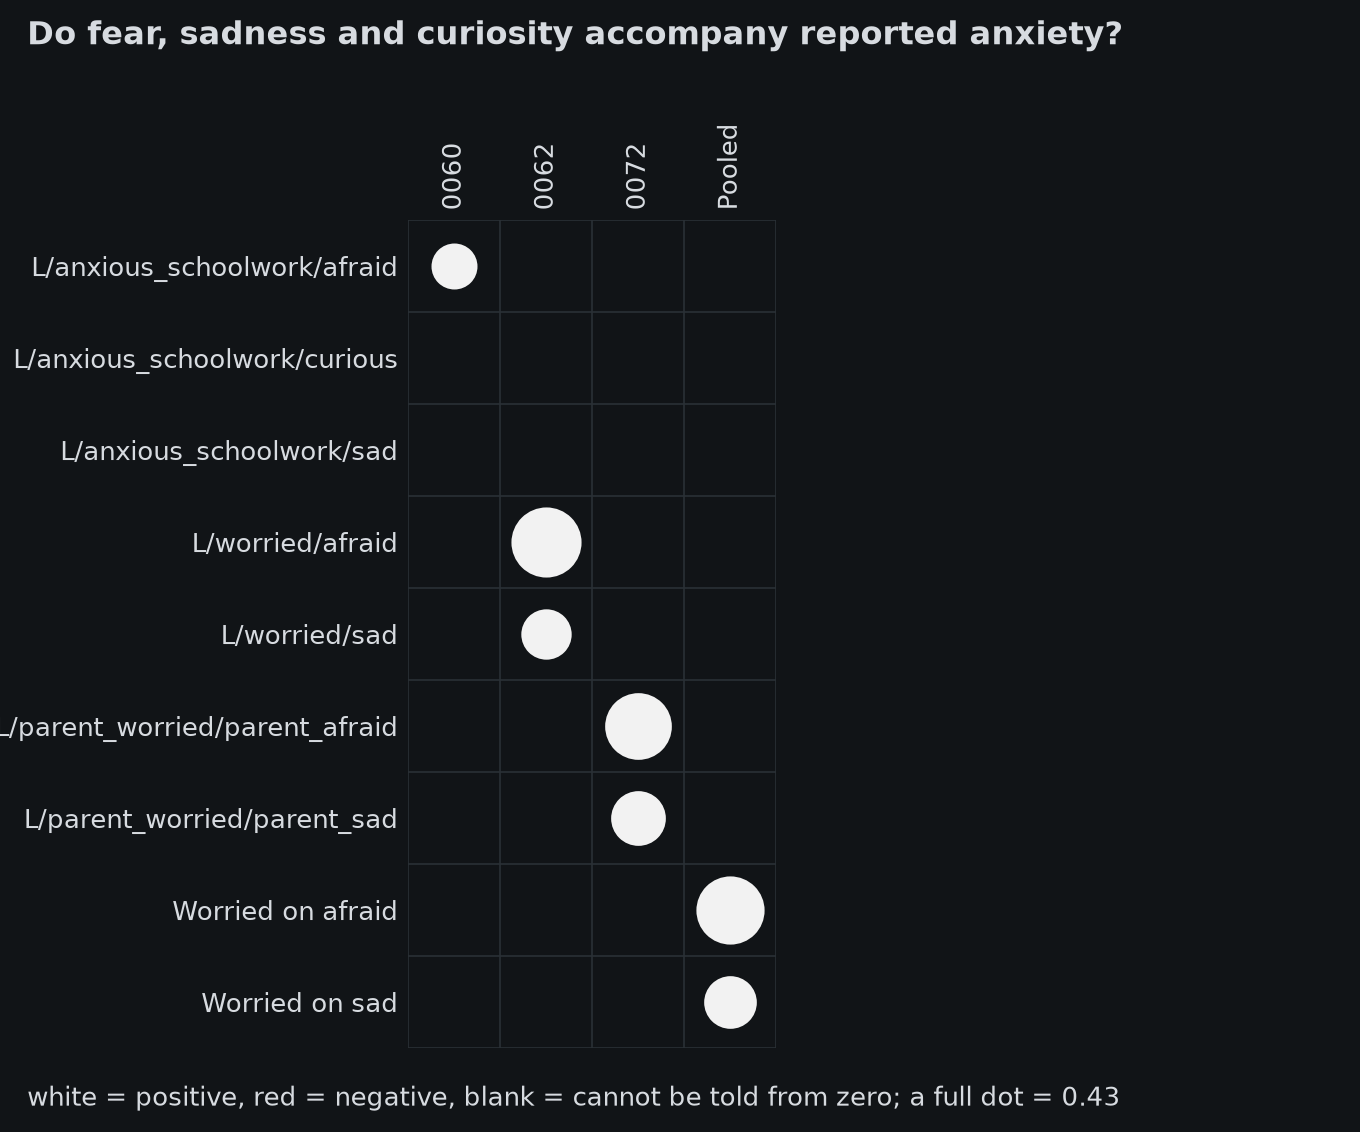 Do fear, sadness and curiosity accompany reported anxiety?
0060
0062
0072
Pooled
L/anxious_schoolwork/afraid
L/anxious_schoolwork/curious
L/anxious_schoolwork/sad
L/worried/afraid
L/worried/sad
L/parent_worried/parent_afraid
L/parent_worried/parent_sad
Worried on afraid
Worried on sad
white = positive, red = negative, blank = cannot be told from zero; a full dot = 0.43